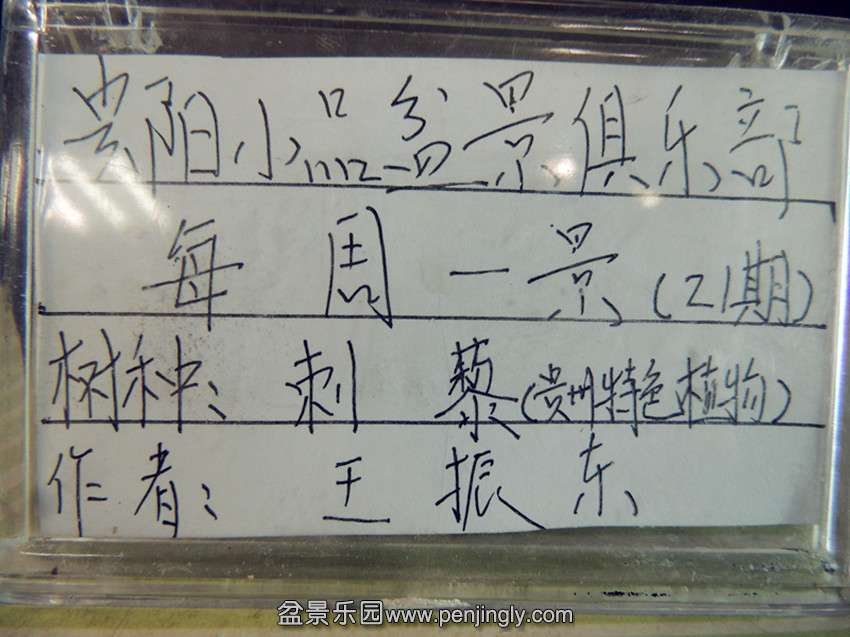 贵阳小品盆景俱乐部
每周一景(21期)
树种:刺藜(贵州特色植物)
作者:王振东
盆景乐园www.penjingly.com